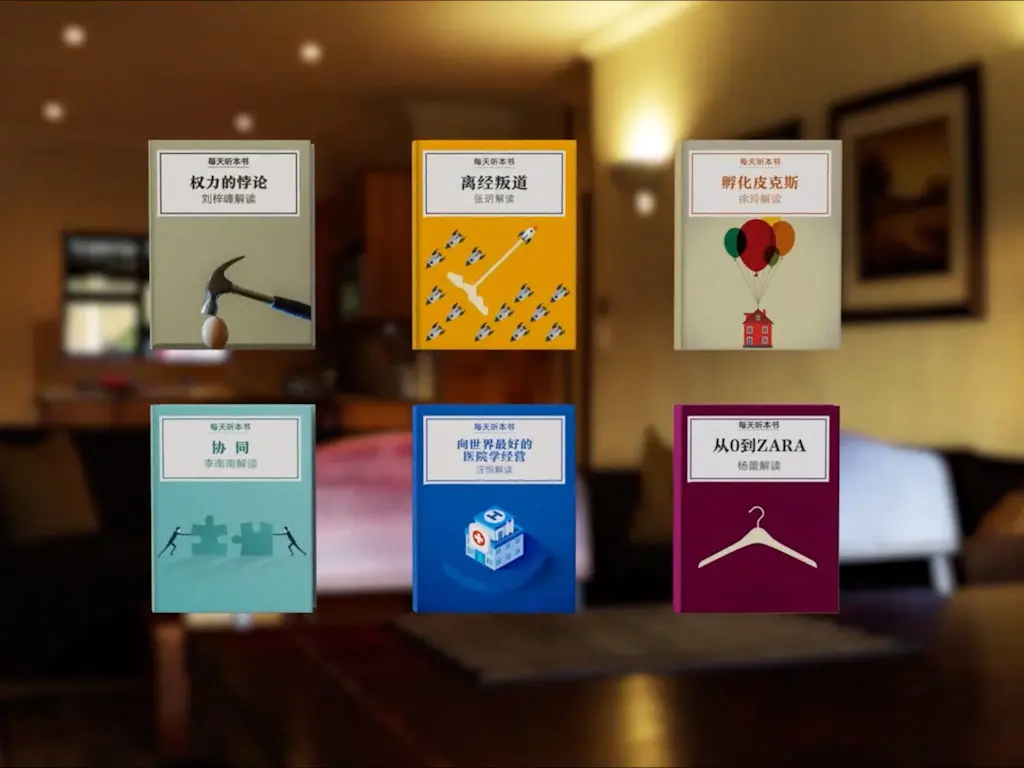 每天听本书
权力的悖论
刘梓峰解读
每天听本书
离经叛道
张玥解读
每天听本书
孵化皮克斯
徐玲解读
每天听本书
协 同
李南南解读
每天听本书
向世界最好的
医院学经营
汪恒解读
每天听本书
从0到ZARA
杨蕾解读